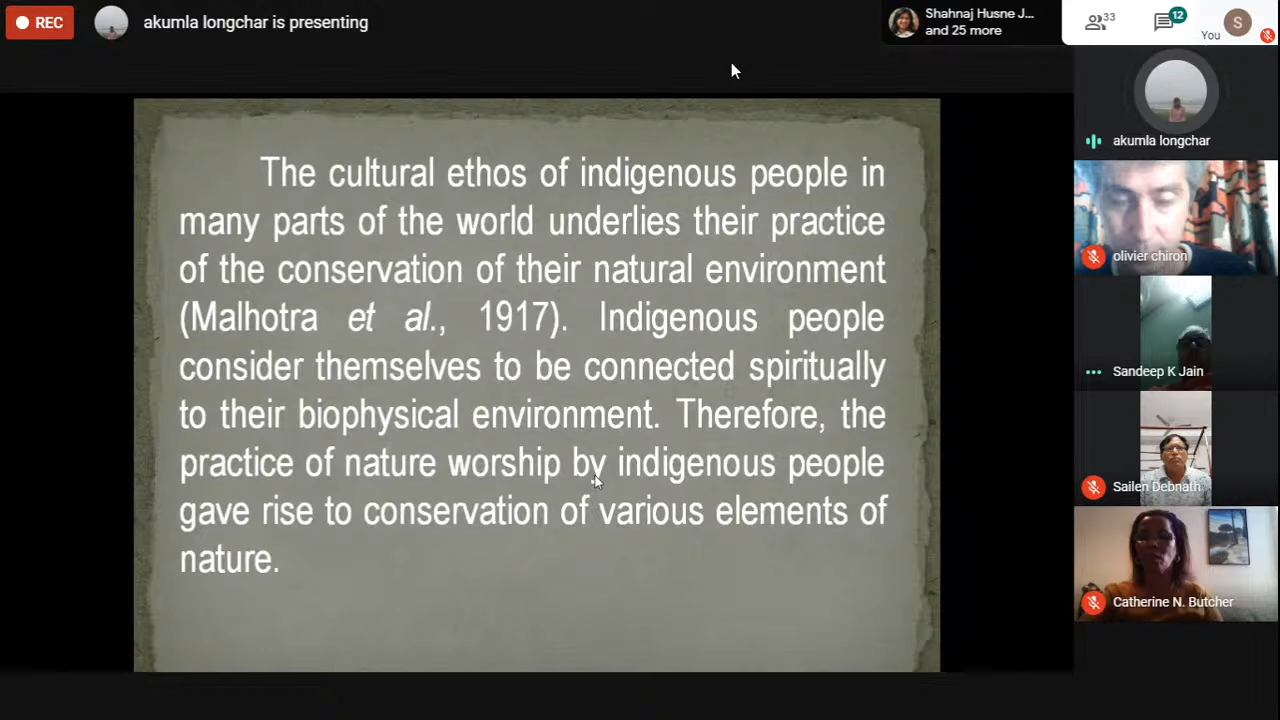 REC
akumla longchar is presenting
Shahnaj Husne J...
and 25 more
33
12
You
S
The cultural ethos of indigenous people in
many parts of the world underlies their practice
of the conservation of their natural environment
(Malhotra et al., 1917). Indigenous people
consider themselves to be connected spiritually
to their biophysical environment. Therefore, the
practice of nature worship by indigenous people
gave rise to conservation of various elements of
nature.
akumla longchar
olivier chiron
Sandeep K Jain
Sailen Debnath
Catherine N. Butcher